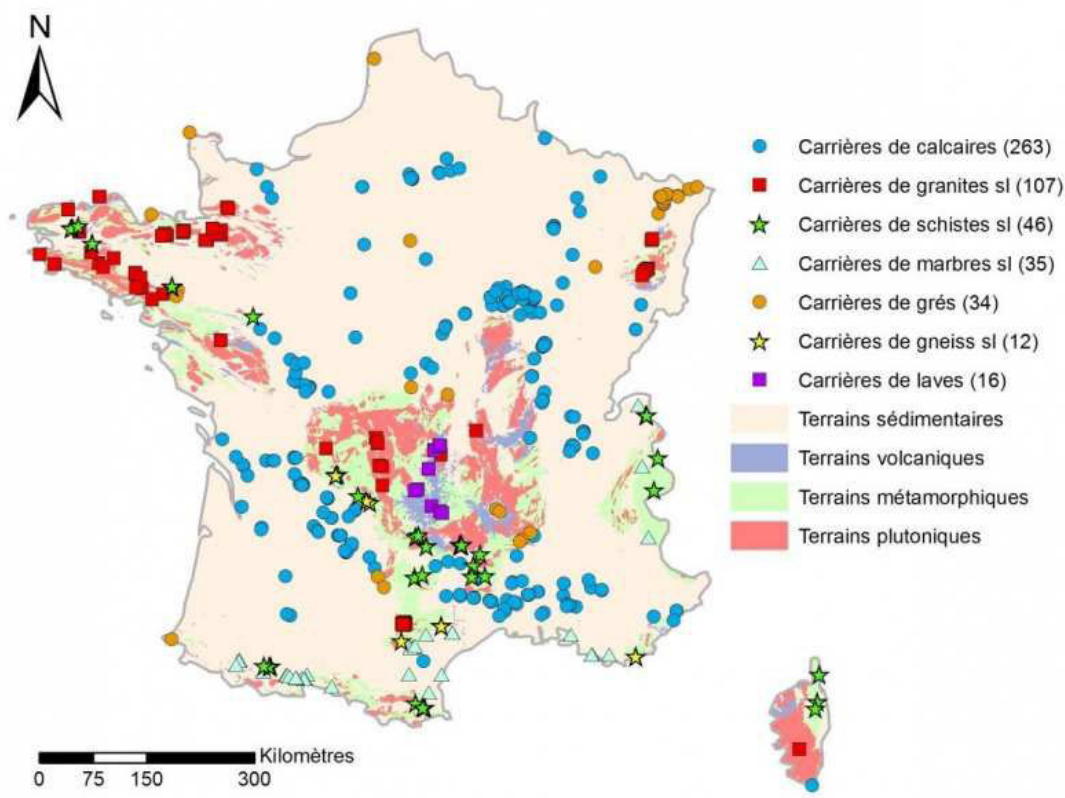 N
Carrières de calcaires (263)
Carrières de granites sl (107)
Carrières de schistes sl (46)
Carrières de marbres sl (35)
Carrières de grés (34)
Carrières de gneiss sl (12)
Carrières de laves (16)
Terrains sédimentaires
Terrains volcaniques
Terrains métamorphiques
Terrains plutoniques
Kilomètres
0 75 150 300